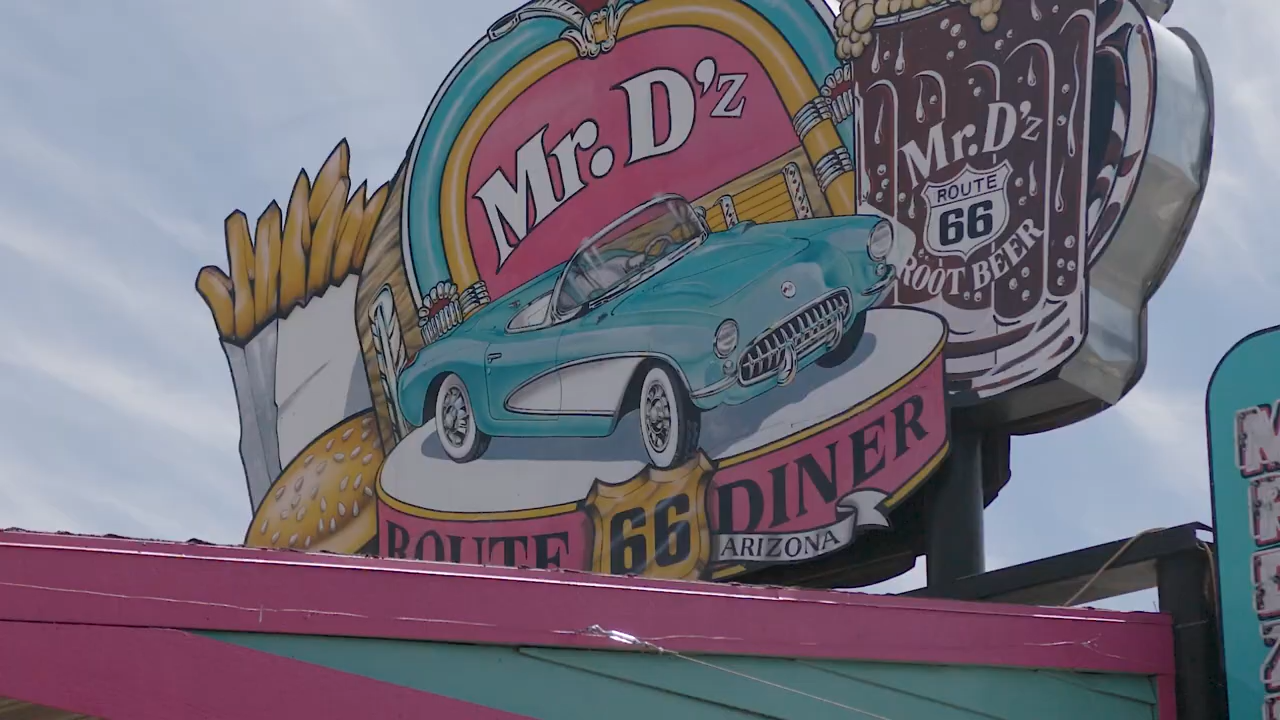 Mr. D'z
Mr. D'z
ROUTE
66
ROOT BEER
ROUTE 66 DINER
ARIZONA